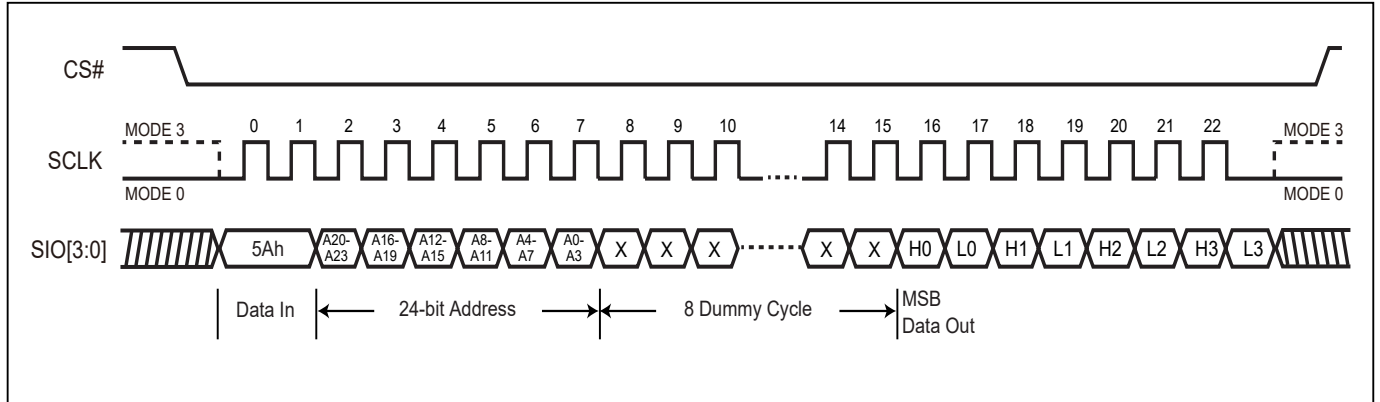 CS#
MODE 3
0 1 2 3 4 5 6 7 8 9 10 14 15 16 17 18 19 20 21 22
MODE 3
SCLK
MODE 0
MODE 0
SIO[3:0]
5Ah
A20-
A23
A16-
A19
A12-
A15
A8-
A11
A4-
A7
A0-
A3
X X X X X H0 L0 H1 L1 H2 L2 H3 L3
Data In
24-bit Address
8 Dummy Cycle
MSB
Data Out